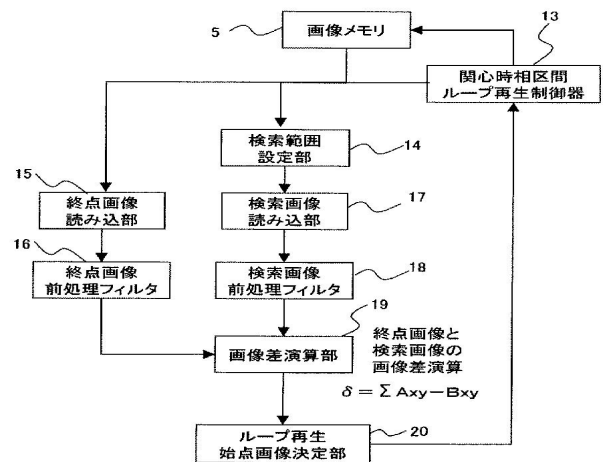 5
画像メモリ
13
関心時相区間
ループ再生制御器
検索範囲
設定部
14
15
終点画像
読み込部
検索画像
読み込部
17
16
終点画像
前処理フィルタ
検索画像
前処理フィルタ
18
19
画像差演算部
終点画像と
検索画像の
画像差演算
δ = Σ Axy－Bxy
ループ再生
始点画像決定部
20